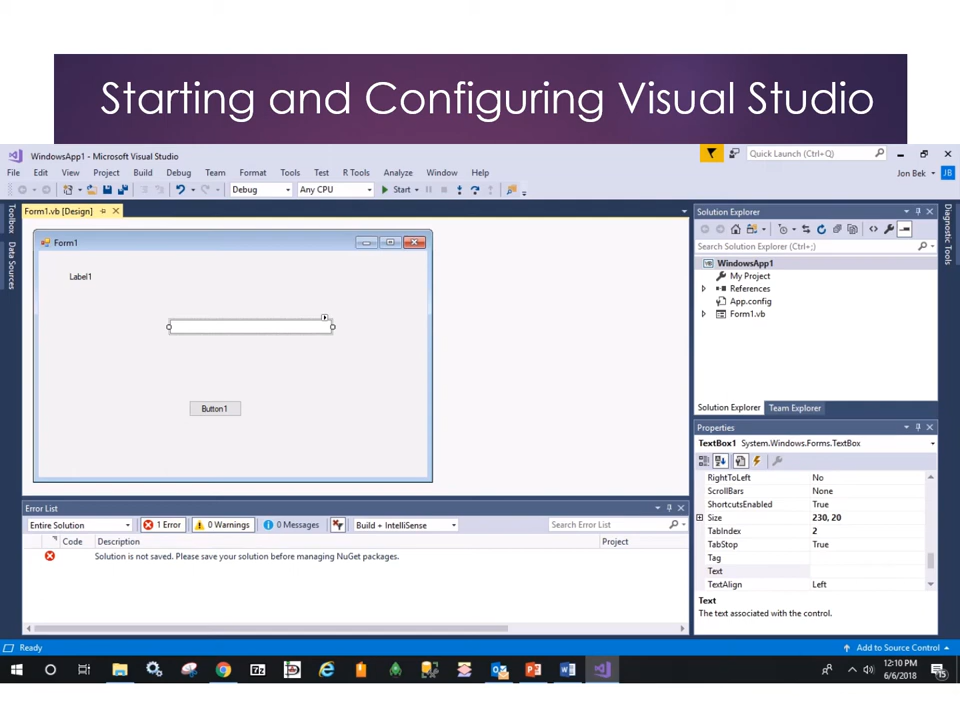 Starting and Configuring Visual Studio
WindowsApp1 - Microsoft Visual Studio
Quick Launch (Ctrl+Q)
File Edit View Project Build Debug Team Format Tools Test R Tools Analyze Window Help
Jon Bek JB
Debug Any CPU Start
Toolbox
Data Sources
Form1.vb [Design]
Form1
Label1
Button1
Solution Explorer
Search Solution Explorer (Ctrl+;)
WindowsApp1
My Project
References
App.config
Form1.vb
Solution Explorer Team Explorer
Diagnostic Tools
Properties
TextBox1 System.Windows.Forms.TextBox
RightToLeft No
ScrollBars None
ShortcutsEnabled True
Size 230, 20
TabIndex 2
TabStop True
Tag
Text
TextAlign Left
Text
The text associated with the control.
Error List
Entire Solution 1 Error 0 Warnings 0 Messages Build + IntelliSense Search Error List
Code Description Project
Solution is not saved. Please save your solution before managing NuGet packages.
Ready Add to Source Control
12:10 PM
6/6/2018
15